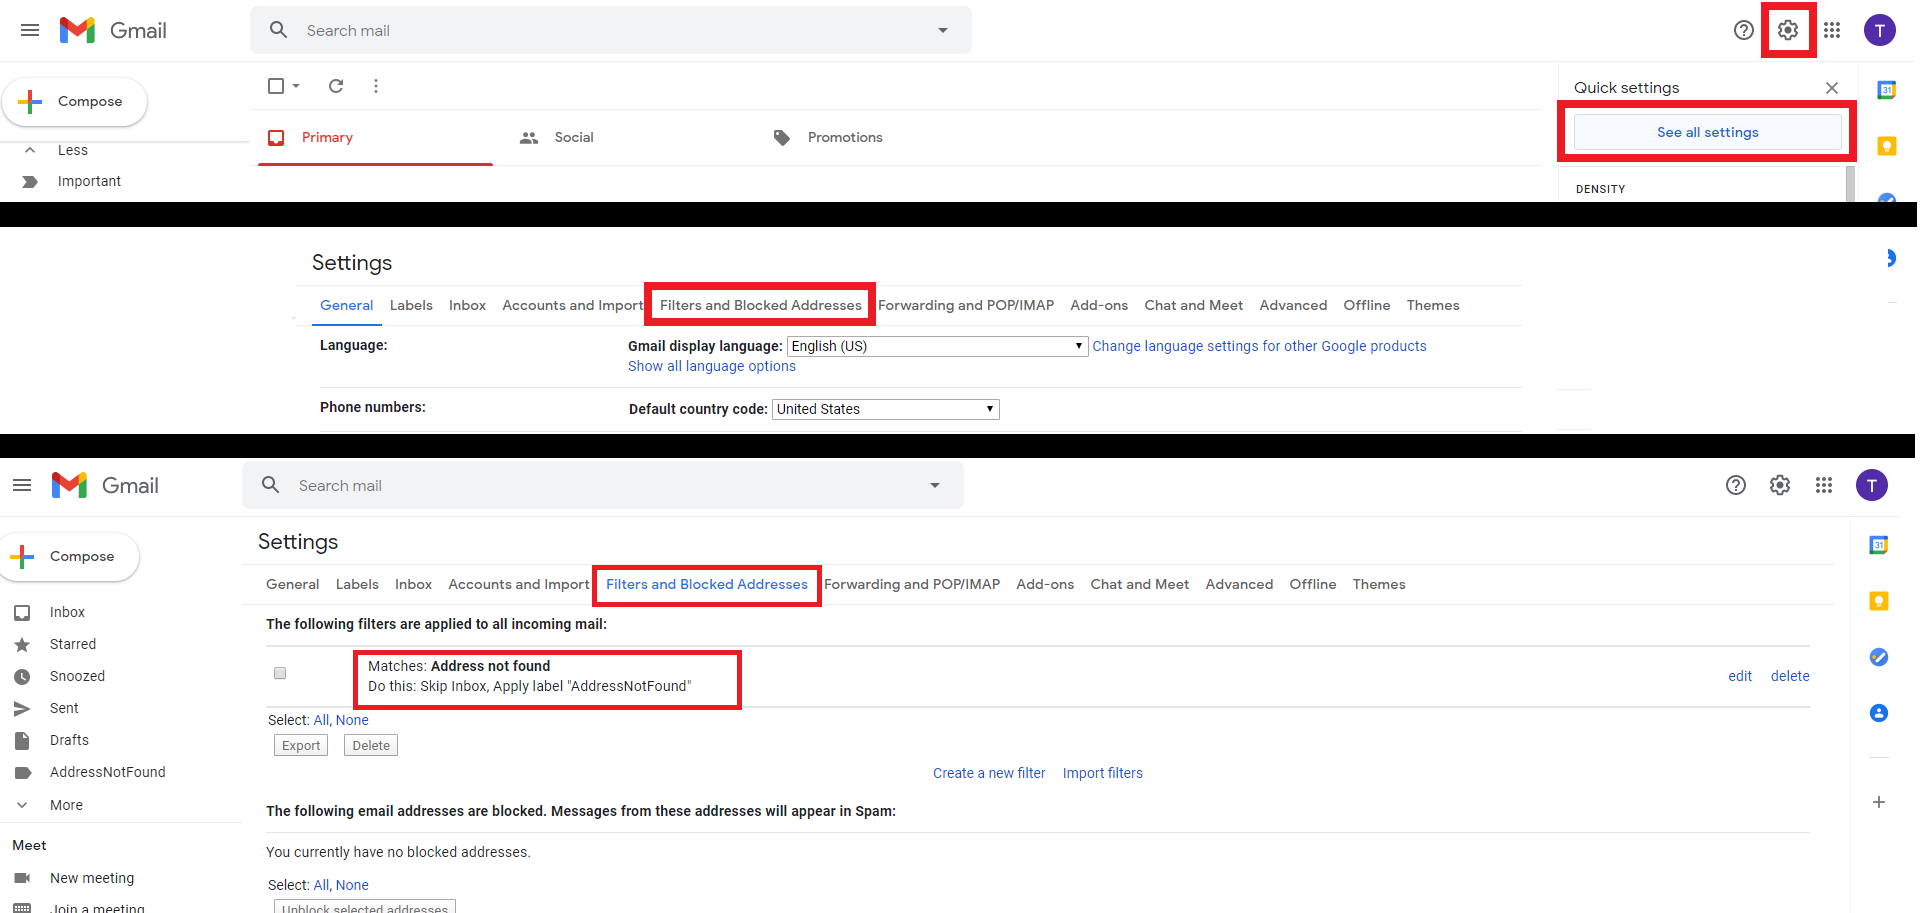 Gmail
Search mail
T
Compose
Quick settings
31
Primary
Social
Promotions
See all settings
Less
Important
DENSITY
Settings
General Labels Inbox Accounts and Import Filters and Blocked Addresses Forwarding and POP/IMAP Add-ons Chat and Meet Advanced Offline Themes
Language:
Gmail display language: English (US) Change language settings for other Google products
Show all language options
Phone numbers:
Default country code: United States
Gmail
Search mail
T
Compose
Settings
31
General Labels Inbox Accounts and Import Filters and Blocked Addresses Forwarding and POP/IMAP Add-ons Chat and Meet Advanced Offline Themes
Inbox
Starred
Snoozed
Sent
Drafts
AddressNotFound
More
Meet
New meeting
Join a meeting
The following filters are applied to all incoming mail:
Matches: Address not found
Do this: Skip Inbox, Apply label "AddressNotFound"
edit delete
Select: All, None
Export Delete
Create a new filter Import filters
The following email addresses are blocked. Messages from these addresses will appear in Spam:
You currently have no blocked addresses.
Select: All, None
Unblock selected addresses